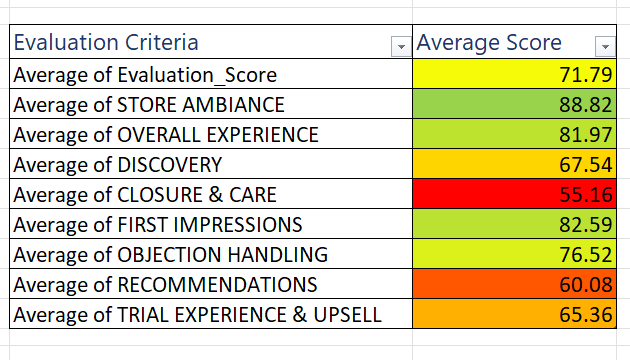 Evaluation Criteria Average Score
Average of Evaluation_Score 71.79
Average of STORE AMBIANCE 88.82
Average of OVERALL EXPERIENCE 81.97
Average of DISCOVERY 67.54
Average of CLOSURE & CARE 55.16
Average of FIRST IMPRESSIONS 82.59
Average of OBJECTION HANDLING 76.52
Average of RECOMMENDATIONS 60.08
Average of TRIAL EXPERIENCE & UPSELL 65.36